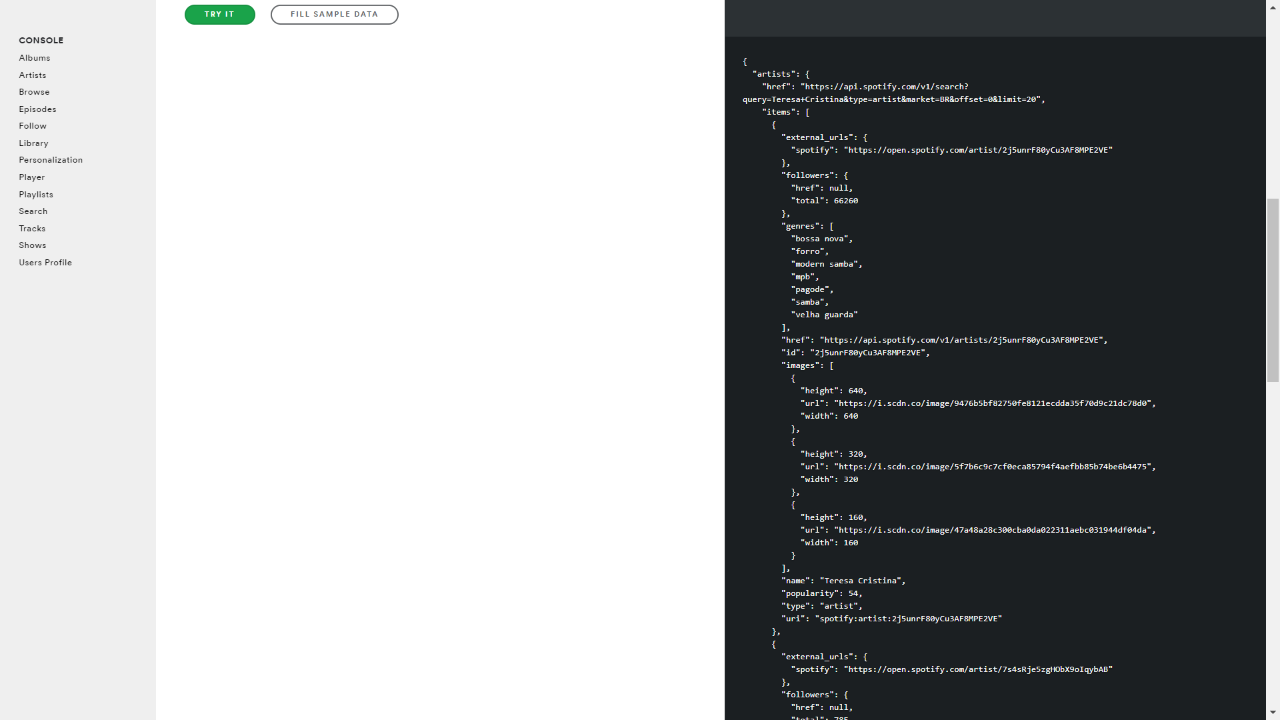 TRY IT
FILL SAMPLE DATA
CONSOLE
Albums
Artists
Browse
Episodes
Follow
Library
Personalization
Player
Playlists
Search
Tracks
Shows
Users Profile
{
"artists": {
"href": "https://api.spotify.com/v1/search?
query=Teresa+Cristina&type=artist&market=BR&offset=0&limit=20",
"items": [
{
"external_urls": {
"spotify": "https://open.spotify.com/artist/2j5unrF80yCu3AF8MPE2VE"
},
"followers": {
"href": null,
"total": 66260
},
"genres": [
"bossa nova",
"forro",
"modern samba",
"mpb",
"pagode",
"samba",
"velha guarda"
],
"href": "https://api.spotify.com/v1/artists/2j5unrF80yCu3AF8MPE2VE",
"id": "2j5unrF80yCu3AF8MPE2VE",
"images": [
{
"height": 640,
"url": "https://i.scdn.co/image/9476b5bf82750fe8121ecdda35f70d9c21dc78d0",
"width": 640
},
{
"height": 320,
"url": "https://i.scdn.co/image/5f7b6c9c7cf0eca85794f4aefbb85b74be6b4475",
"width": 320
},
{
"height": 160,
"url": "https://i.scdn.co/image/47a48a28c300cba0da022311aebc031944df04da",
"width": 160
}
],
"name": "Teresa Cristina",
"popularity": 54,
"type": "artist",
"uri": "spotify:artist:2j5unrF80yCu3AF8MPE2VE"
},
{
"external_urls": {
"spotify": "https://open.spotify.com/artist/7s4sRje5zgHObX9oIqybAB"
},
"followers": {
"href": null,
"total": 785